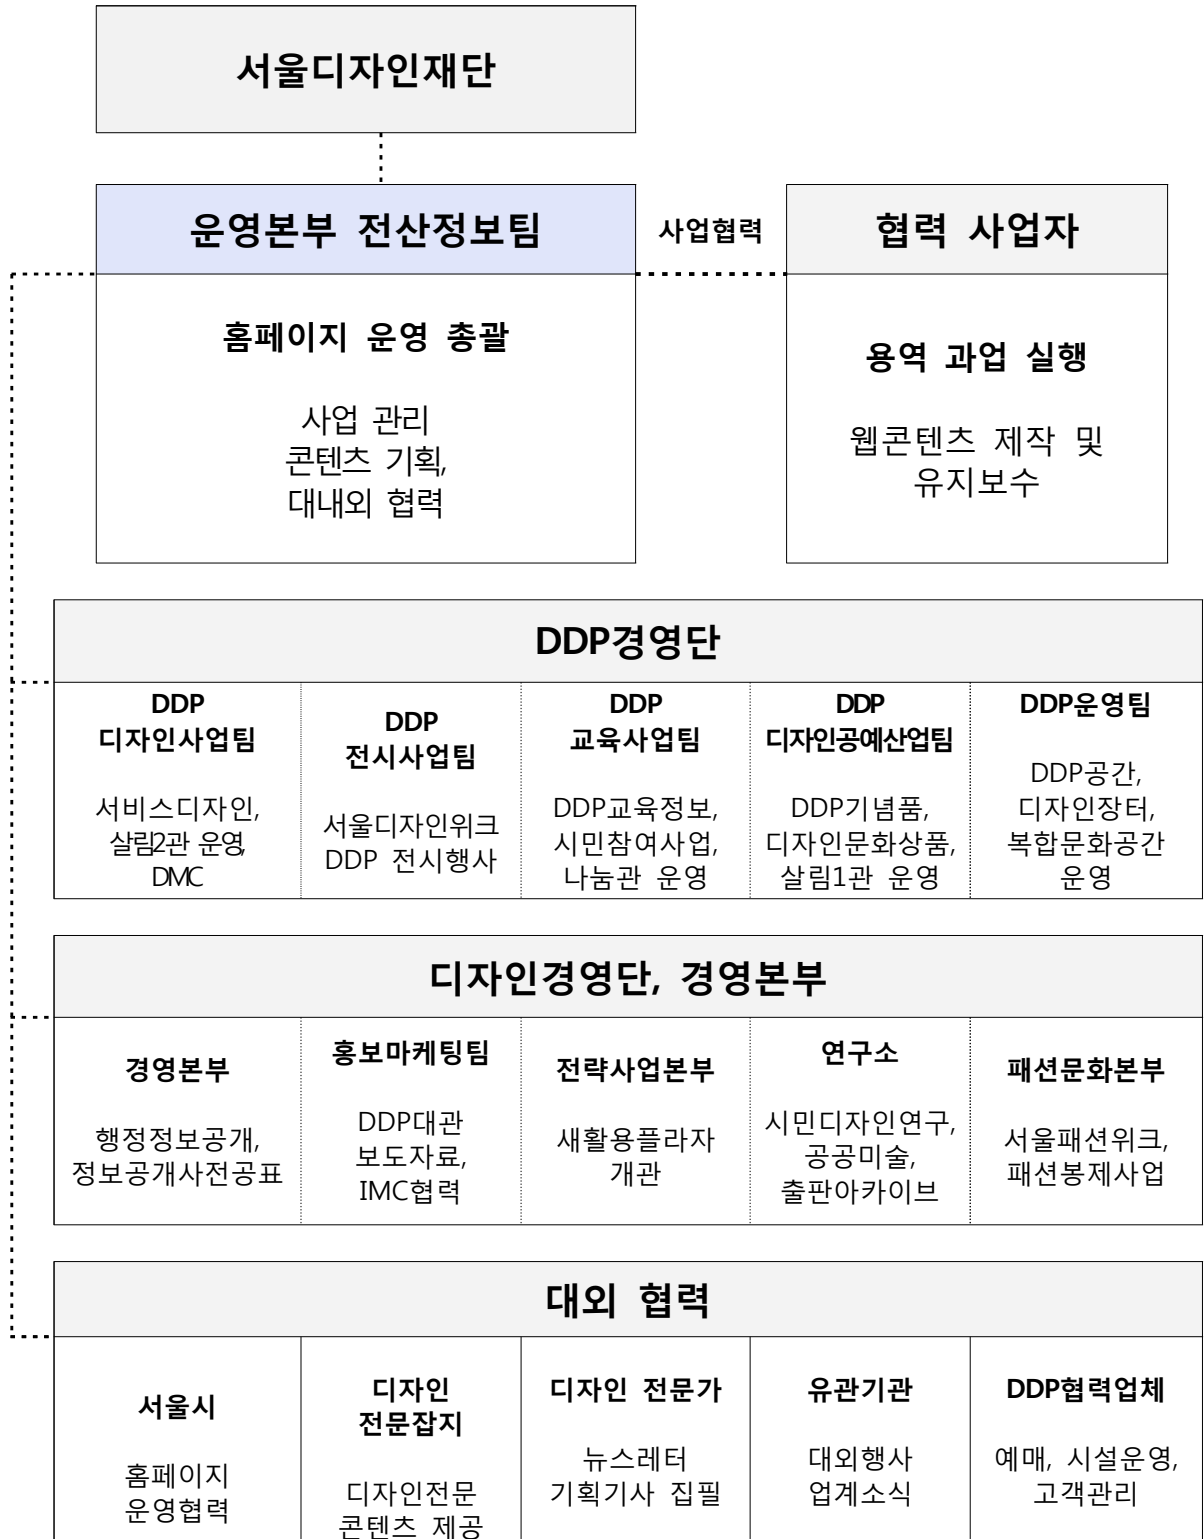 서울디자인재단
운영본부 전산정보팀
사업협력
협력 사업자
홈페이지 운영 총괄
사업 관리
콘텐츠 기획,
대내외 협력
용역 과업 실행
웹콘텐츠 제작 및
유지보수
DDP경영단
DDP
디자인사업팀
서비스디자인,
살림2관 운영,
DMC
DDP
전시사업팀
서울디자인위크
DDP 전시행사
DDP
교육사업팀
DDP교육정보,
시민참여사업,
나눔관 운영
DDP
디자인공예산업팀
DDP기념품,
디자인문화상품,
살림1관 운영
DDP운영팀
DDP공간,
디자인장터,
복합문화공간
운영
디자인경영단, 경영본부
경영본부
행정정보공개,
정보공개사전공표
홍보마케팅팀
DDP대관
보도자료,
IMC협력
전략사업본부
새활용플라자
개관
연구소
시민디자인연구,
공공미술,
출판아카이브
패션문화본부
서울패션위크,
패션봉제사업
대외 협력
서울시
홈페이지
운영협력
디자인
전문잡지
디자인전문
콘텐츠 제공
디자인 전문가
뉴스레터
기획기사 집필
유관기관
대외행사
업계소식
DDP협력업체
예매, 시설운영,
고객관리